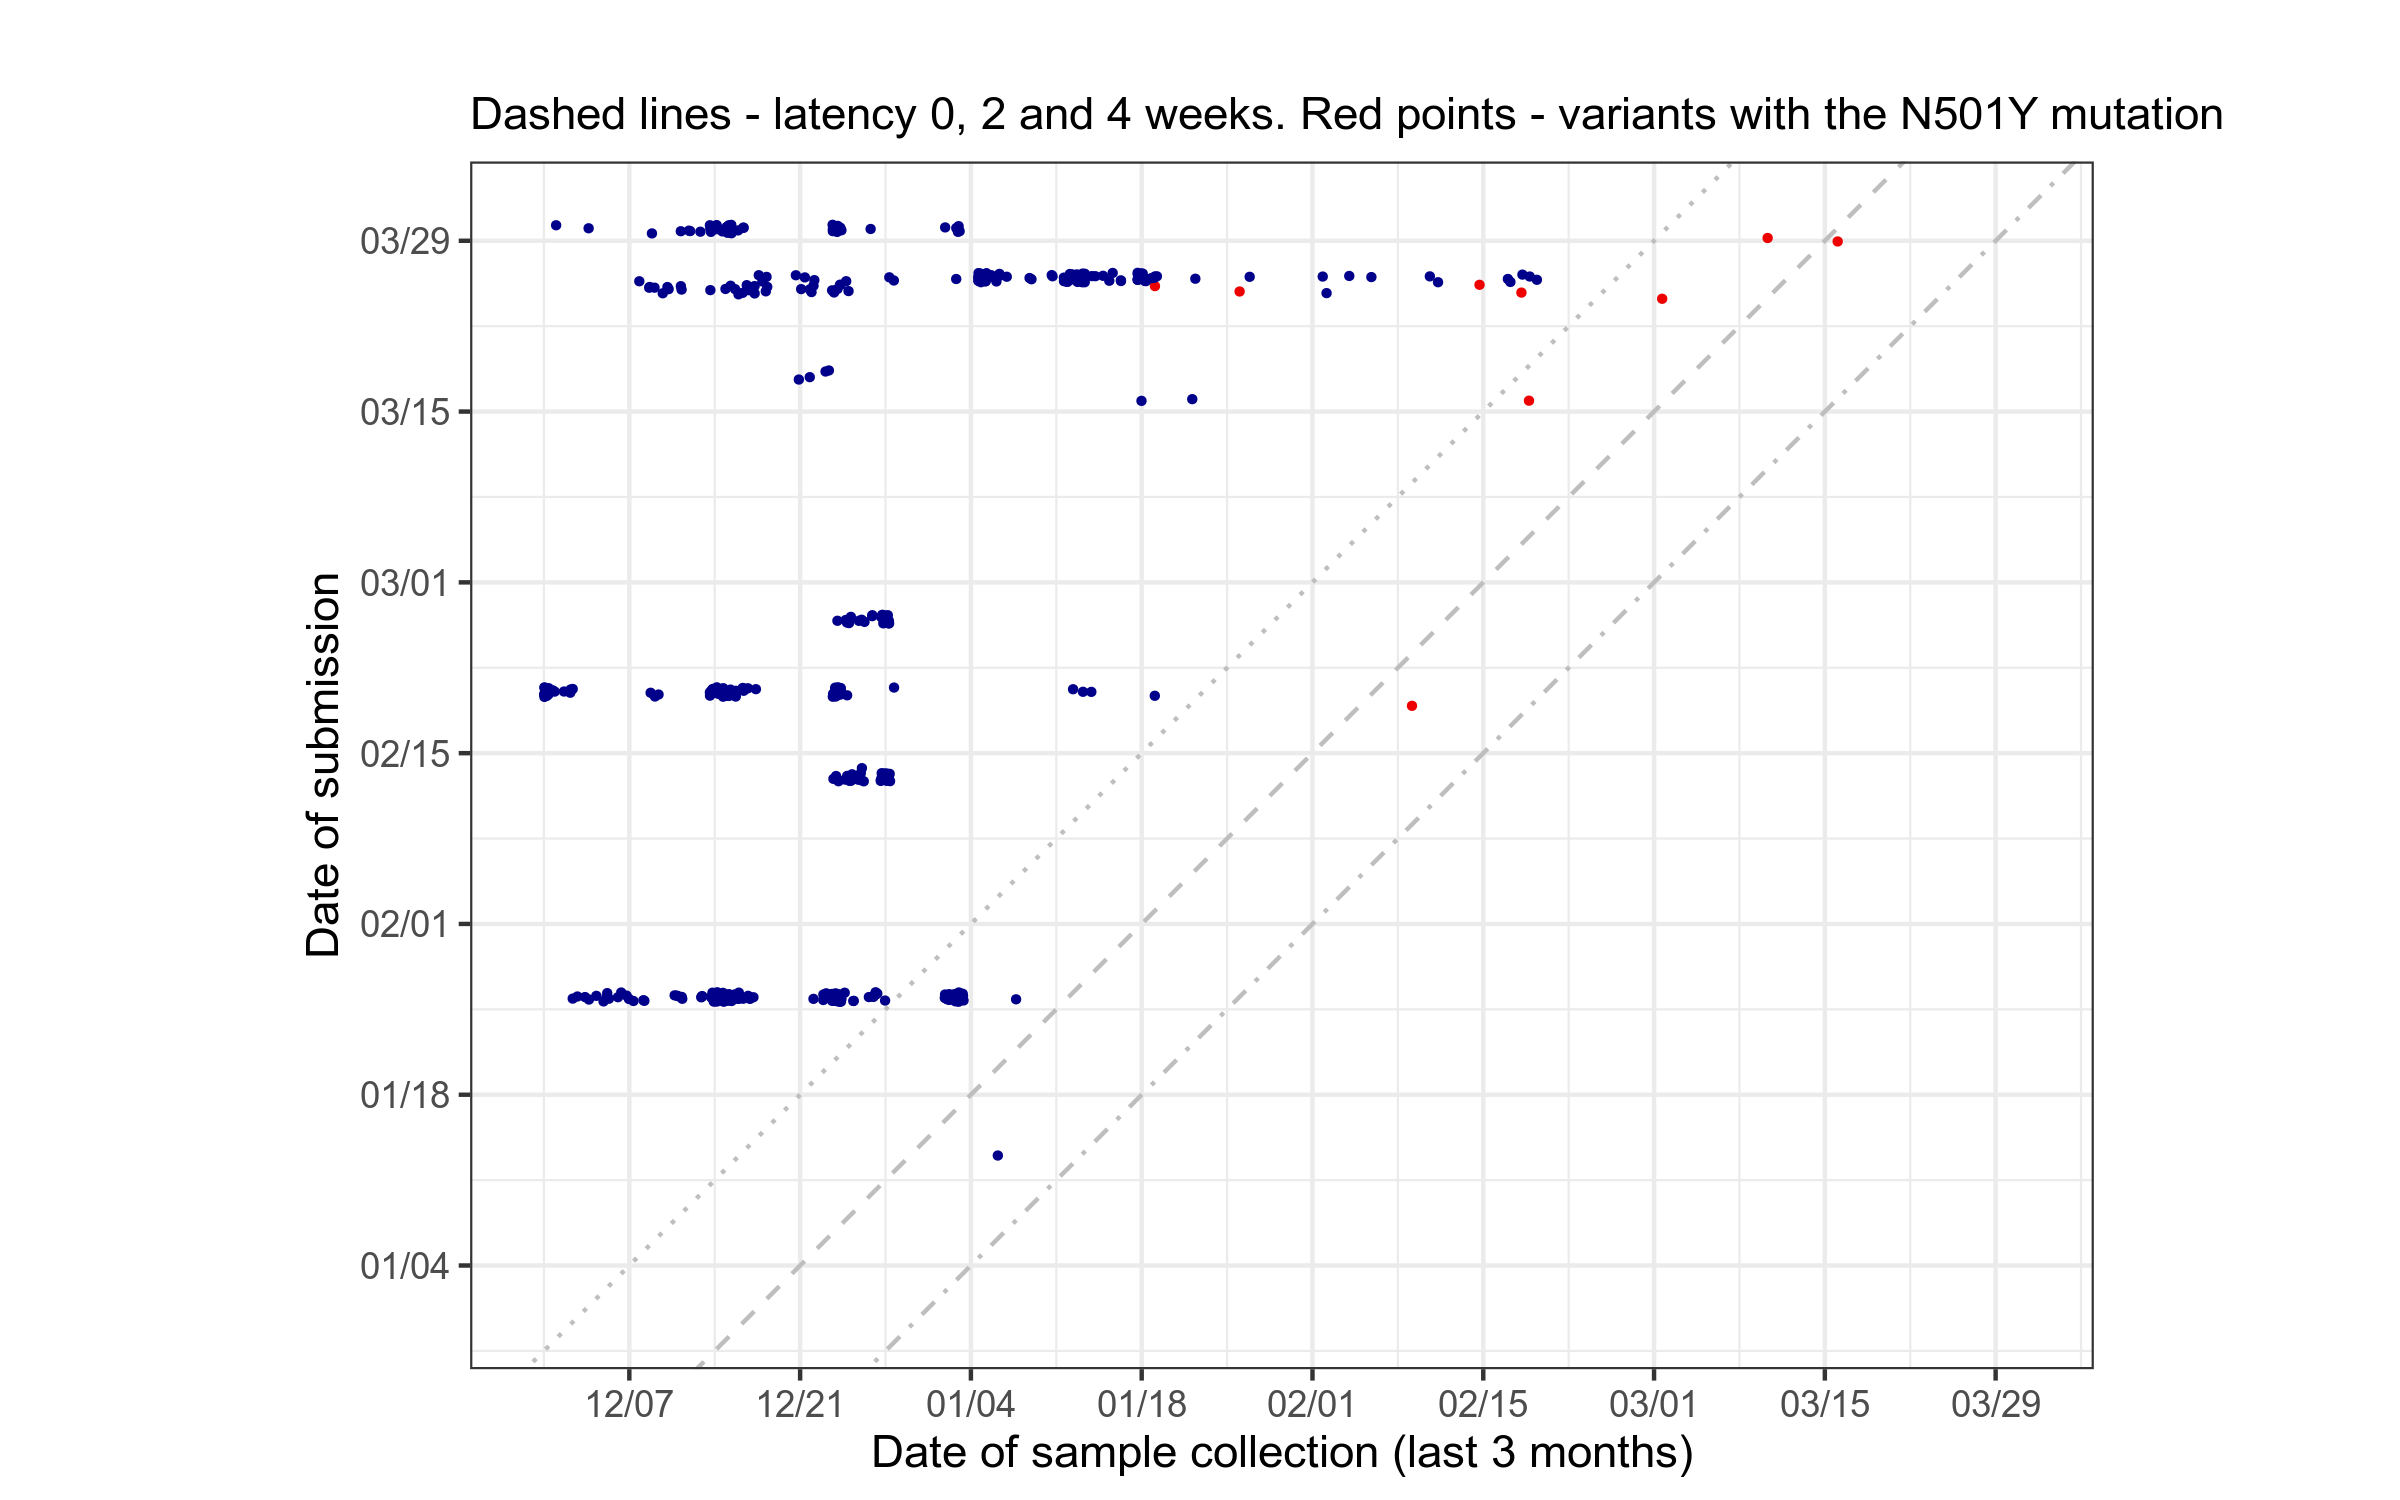 Dashed lines - latency 0, 2 and 4 weeks. Red points - variants with the N501Y mutation
Date of submission
03/29
03/15
03/01
02/15
02/01
01/18
01/04
12/07 12/21 01/04 01/18 02/01 02/15 03/01 03/15 03/29
Date of sample collection (last 3 months)